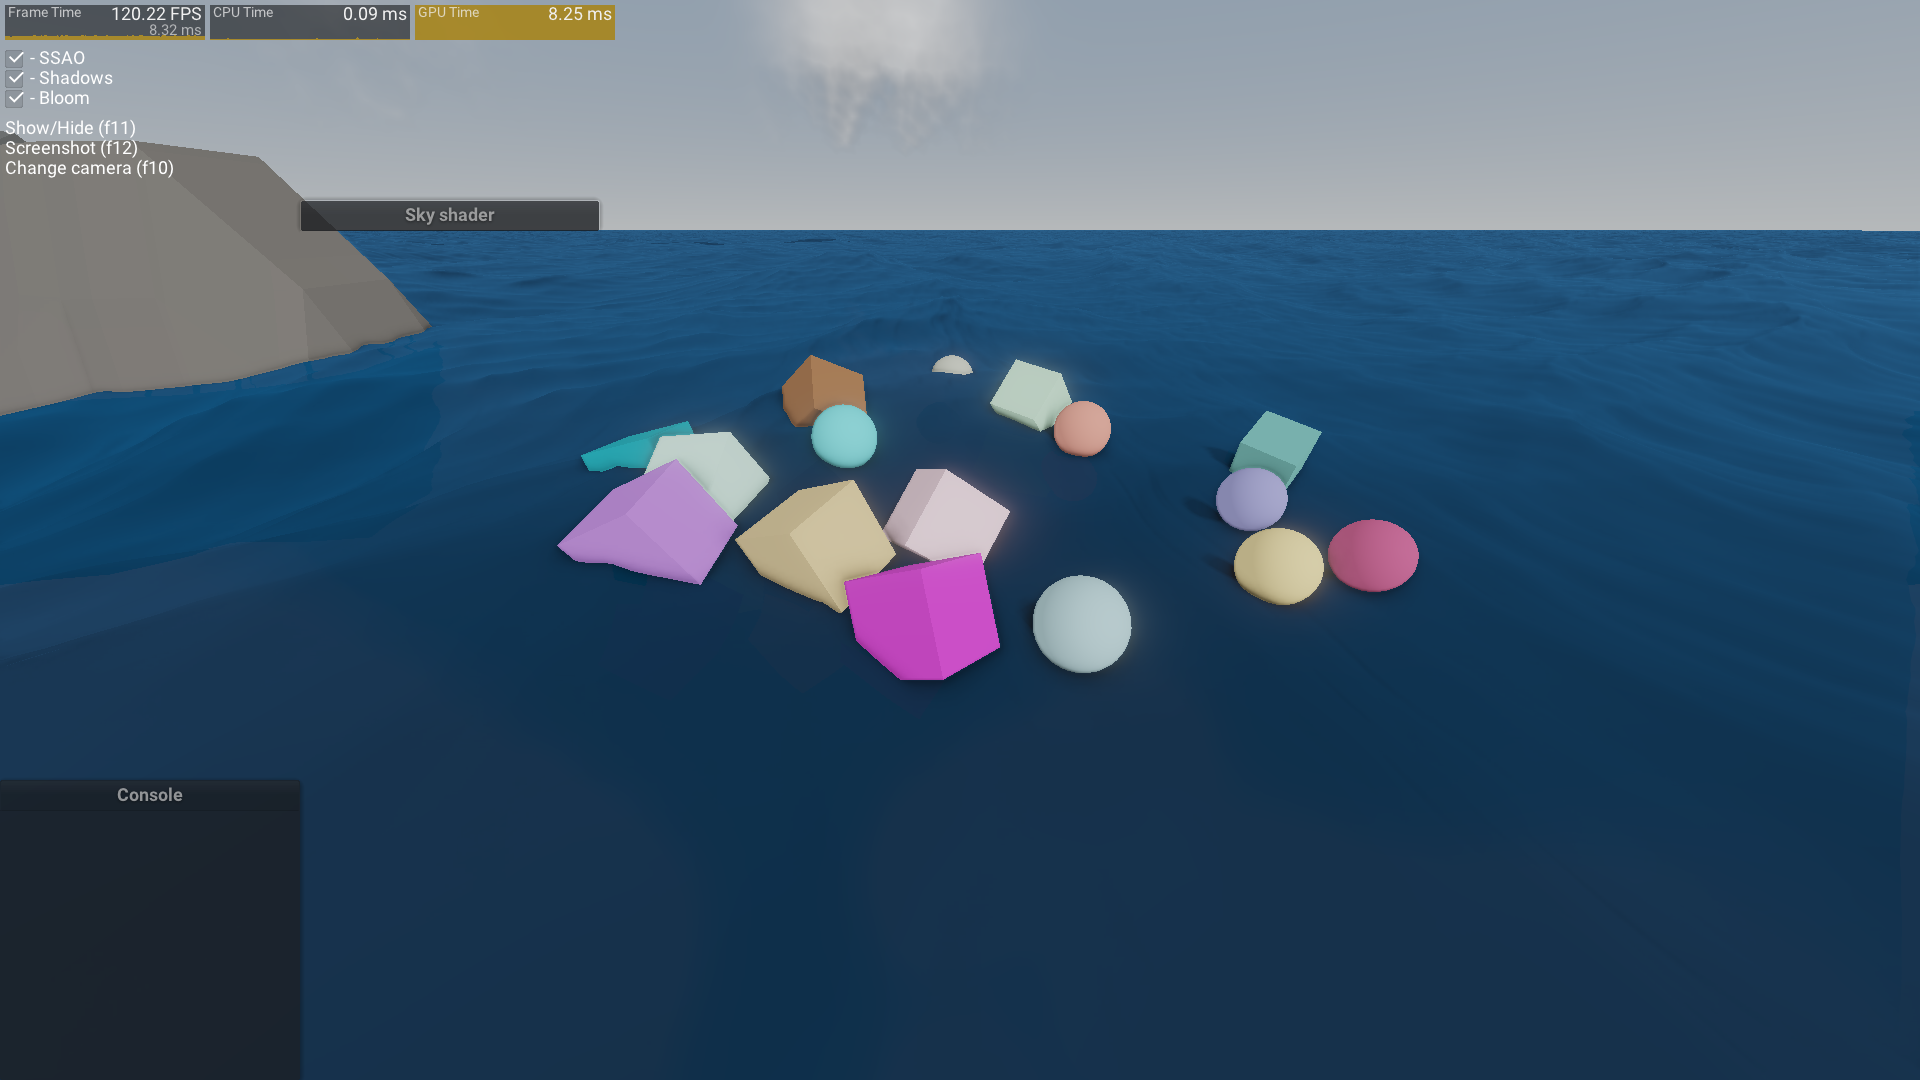 Frame Time 120.22 FPS
8.32 ms
CPU Time 0.09 ms
GPU Time 8.25 ms
- SSAO
- Shadows
- Bloom
Show/Hide (f11)
Screenshot (f12)
Change camera (f10)
Sky shader
Console